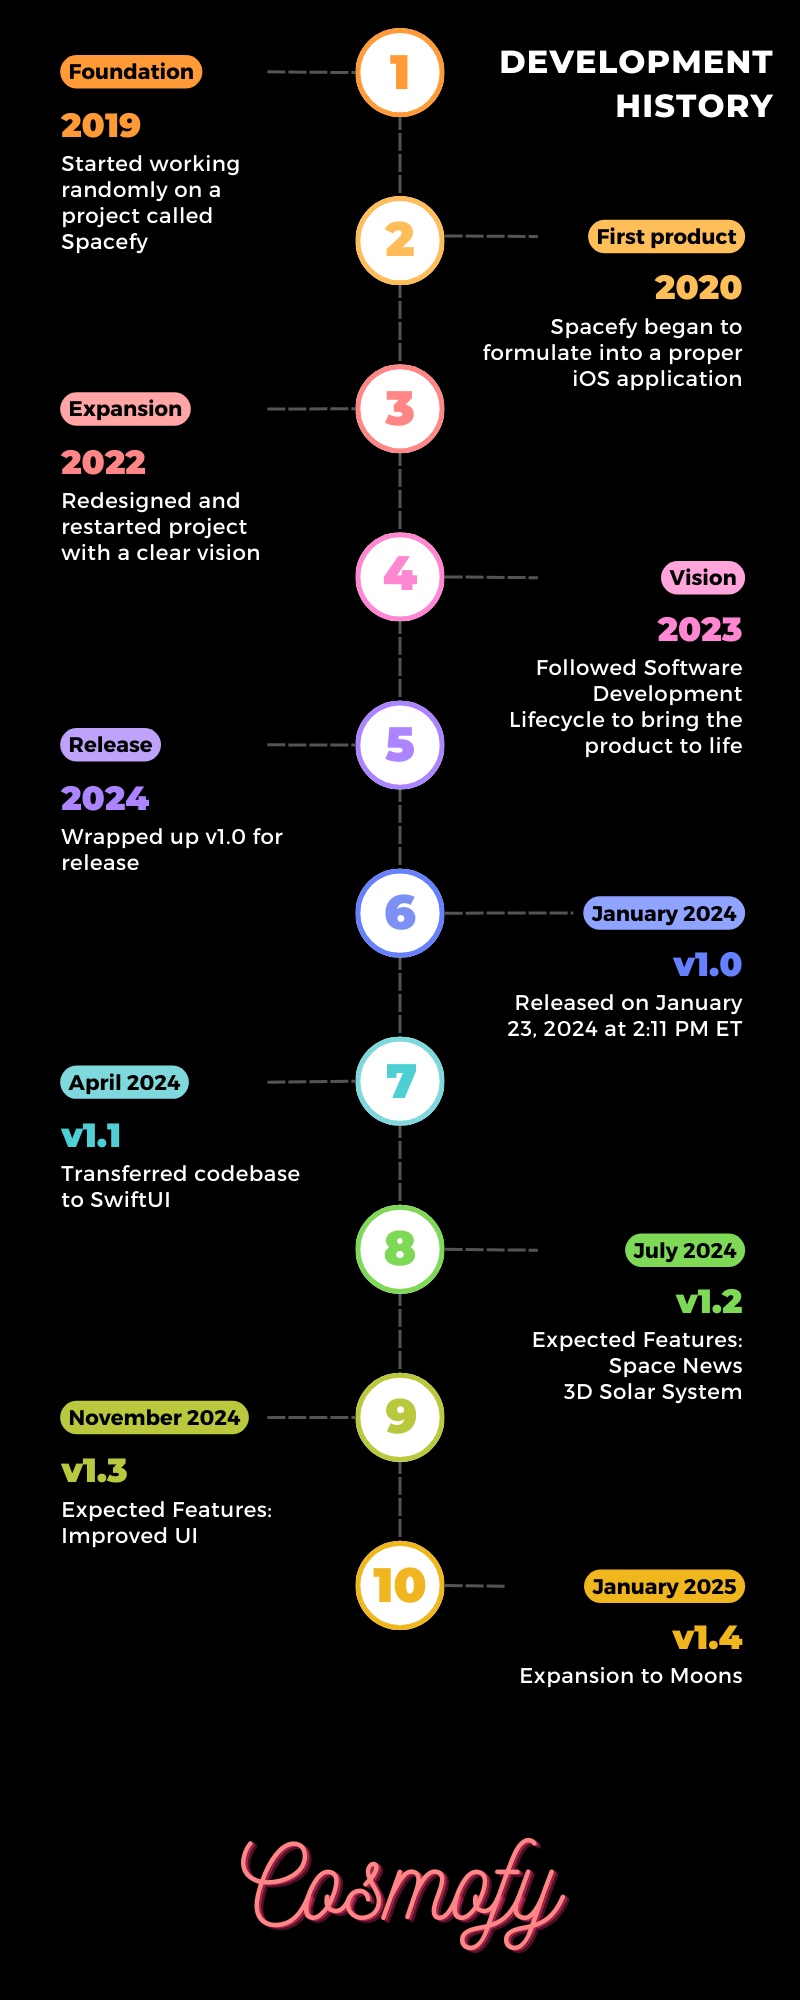 DEVELOPMENT
HISTORY
1
Foundation
2019
Started working
randomly on a
project called
Spacefy
2
First product
2020
Spacefy began to
formulate into a proper
iOS application
3
Expansion
2022
Redesigned and
restarted project
with a clear vision
4
Vision
2023
Followed Software
Development
Lifecycle to bring the
product to life
5
Release
2024
Wrapped up v1.0 for
release
6
January 2024
v1.0
Released on January
23, 2024 at 2:11 PM ET
7
April 2024
v1.1
Transferred codebase
to SwiftUI
8
July 2024
v1.2
Expected Features:
Space News
3D Solar System
9
November 2024
v1.3
Expected Features:
Improved UI
10
January 2025
v1.4
Expansion to Moons
Cosmofy